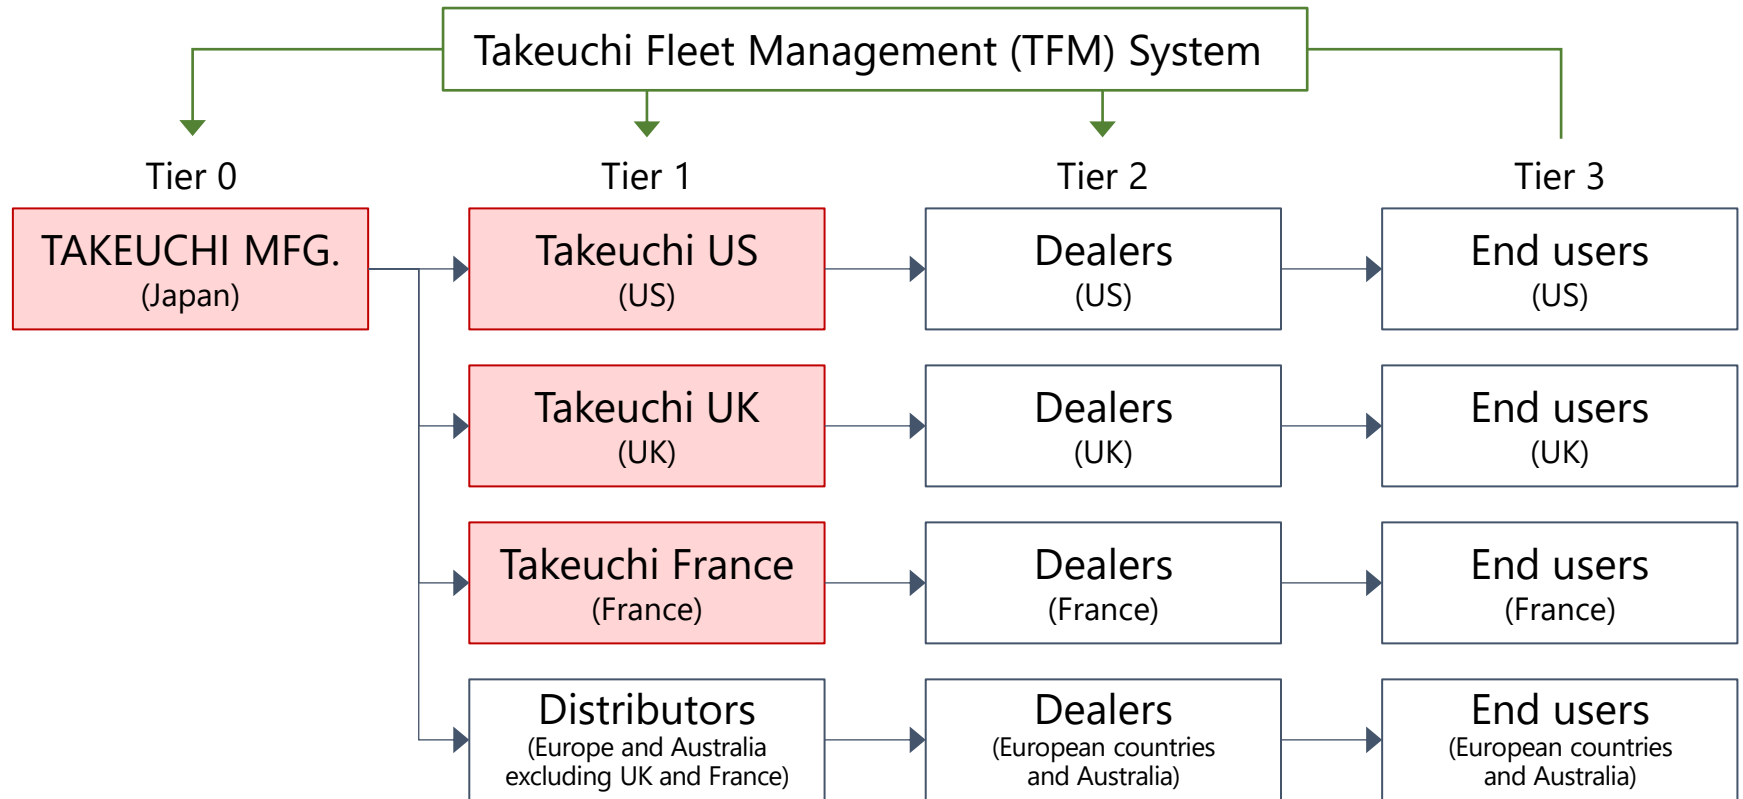 Takeuchi Fleet Management (TFM) System
Tier 0
Tier 1
Tier 2
Tier 3
TAKEUCHI MFG.
(Japan)
Takeuchi US
(US)
Dealers
(US)
End users
(US)
Takeuchi UK
(UK)
Dealers
(UK)
End users
(UK)
Takeuchi France
(France)
Dealers
(France)
End users
(France)
Distributors
(Europe and Australia
excluding UK and France)
Dealers
(European countries
and Australia)
End users
(European countries
and Australia)